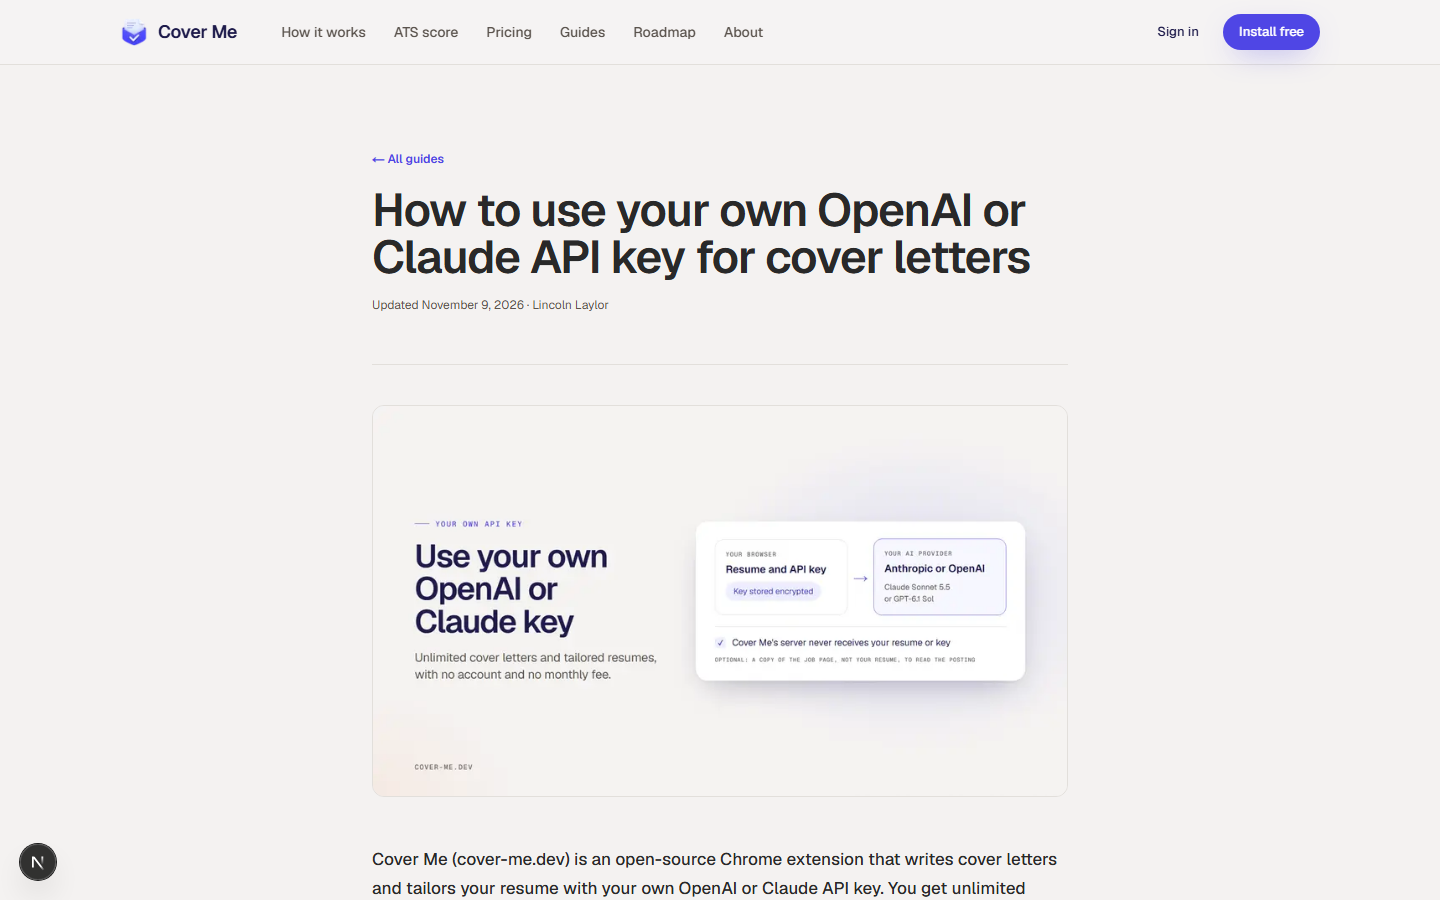 Cover Me
How it works
ATS score
Pricing
Guides
Roadmap
About
Sign in
Install free
← All guides
How to use your own OpenAI or
Claude API key for cover letters
Updated November 9, 2026 · Lincoln Laylor
YOUR OWN API KEY
Use your own
OpenAI or
Claude key
Unlimited cover letters and tailored resumes,
with no account and no monthly fee.
COVER-ME.DEV
YOUR BROWSER
Resume and API key
Key stored encrypted
→
YOUR AI PROVIDER
Anthropic or OpenAI
Claude Sonnet 5.5
or GPT-6.1 Sol
Cover Me's server never receives your resume or key
OPTIONAL: A COPY OF THE JOB PAGE, NOT YOUR RESUME, TO READ THE POSTING
Cover Me (cover-me.dev) is an open-source Chrome extension that writes cover letters
and tailors your resume with your own OpenAI or Claude API key. You get unlimited
N